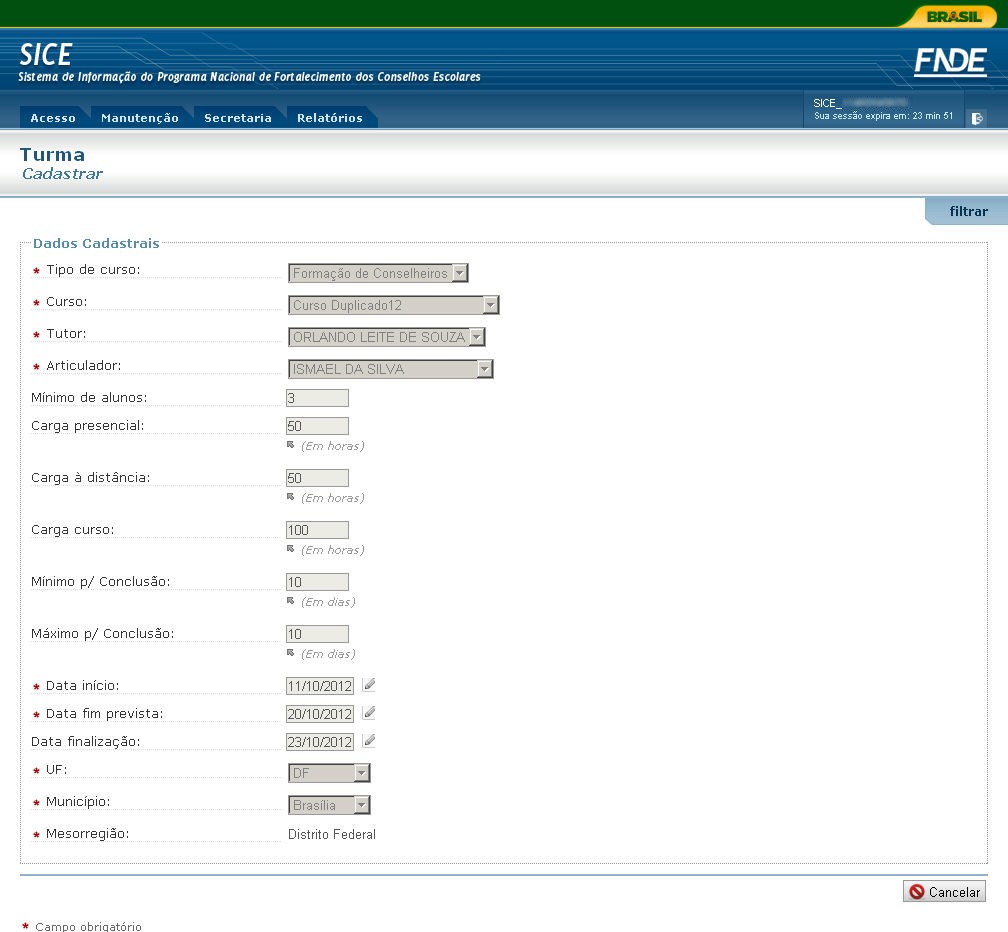 BRASIL
SICE
Sistema de Informação do Programa Nacional de Fortalecimento dos Conselhos Escolares
FNDE
Acesso Manutenção Secretaria Relatórios
SICE_
Sua sessão expira em: 23 min 51
Turma
Cadastrar
filtrar
Dados Cadastrais
* Tipo de curso: Formação de Conselheiros
* Curso: Curso Duplicado12
* Tutor: ORLANDO LEITE DE SOUZA
* Articulador: ISMAEL DA SILVA
Mínimo de alunos: 3
Carga presencial: 50
(Em horas)
Carga à distância: 50
(Em horas)
Carga curso: 100
(Em horas)
Mínimo p/ Conclusão: 10
(Em dias)
Máximo p/ Conclusão: 10
(Em dias)
* Data início: 11/10/2012
* Data fim prevista: 20/10/2012
Data finalização: 23/10/2012
* UF: DF
* Município: Brasília
* Mesorregião: Distrito Federal
Cancelar
* Campo obrigatório